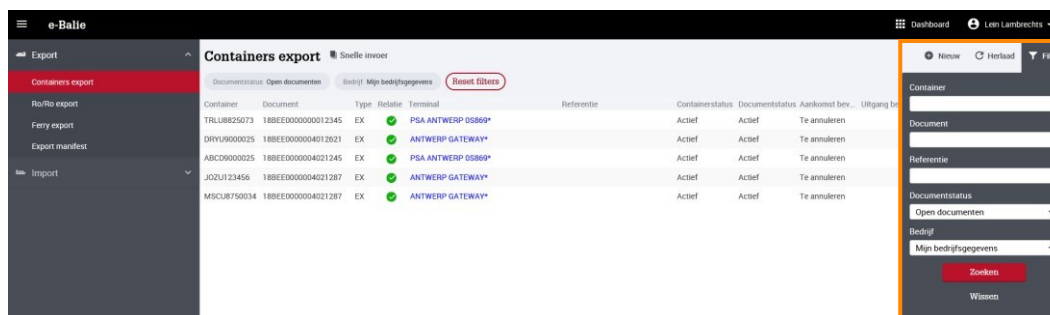 e-Balie
Dashboard
Lein Lambrechts
Export
Containers export
Ro/Ro export
Ferry export
Export manifest
Import
Containers export
Snelle invoer
Documentstatus: Open documenten
Bedrijf: Mijn bedrijfsgegevens
Reset filters
Container Document Type Relatie Terminal Referentie Containerstatus Documentstatus Aankomst bev... Uitgang be
TRLU8825073 18BEE0000000012345 EX PSA ANTWERP 0S869* Actief Actief Te annuleren
DRYU9000025 18BEE0000004012621 EX ANTWERP GATEWAY* Actief Actief Te annuleren
ABCD9000025 18BEE0000004021245 EX PSA ANTWERP 0S869* Actief Actief Te annuleren
JOZU123456 18BEE0000004021287 EX ANTWERP GATEWAY* Actief Actief Te annuleren
MSCU8750034 18BEE0000004021287 EX ANTWERP GATEWAY* Actief Actief Te annuleren
Nieuw
Herlaad
Fi
Container
Document
Referentie
Documentstatus
Open documenten
Bedrijf
Mijn bedrijfsgegevens
Zoeken
Wissen